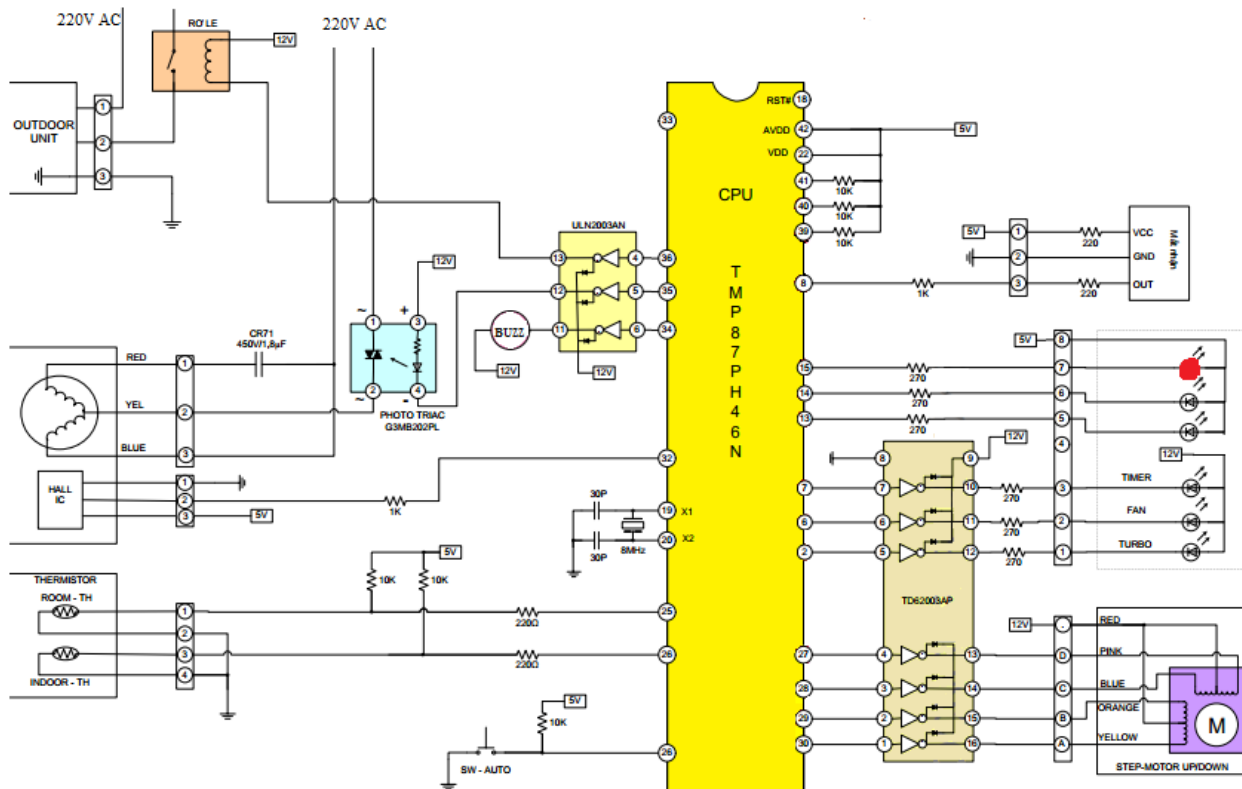 220V AC
RƠ'LE
12V
220V AC
OUTDOOR
UNIT
1
2
3
33
CPU
TMP87PH46N
RST#
18
AVDD
42
5V
VDD
22
41
10K
40
10K
39
10K
ULN2003AN
13
4
36
12
5
35
11
6
34
12V
BUZZ
12V
12V
1
3
~
+
2
4
~
-
PHOTO TRIAC
G3MB202PL
CR71
450V/1,8µF
RED
1
YEL
2
BLUE
3
HALL
IC
1
2
3
5V
1K
32
30P
19
X1
20
X2
30P
8MHz
THERMISTOR
ROOM - TH
INDOOR - TH
1
2
3
4
5V
10K
10K
220Ω
25
220Ω
26
5V
10K
SW - AUTO
26
8
1K
5V
1
2
3
220
VCC
GND
220
OUT
Mắt nhận
5V
8
15
270
7
14
270
6
13
270
5
4
12V
8
9
12V
7
7
10
270
3
TIMER
6
6
11
270
2
FAN
2
5
12
270
1
TURBO
TD62003AP
12V
-
RED
27
4
13
D
PINK
28
3
14
C
BLUE
29
2
15
B
ORANGE
30
1
16
A
YELLOW
M
STEP-MOTOR UP/DOWN